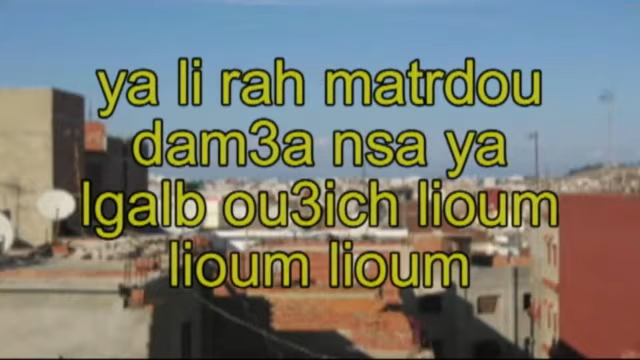 ya li rah matrdou
dam3a nsa ya
lgalb ou3ich lioum
lioum lioum